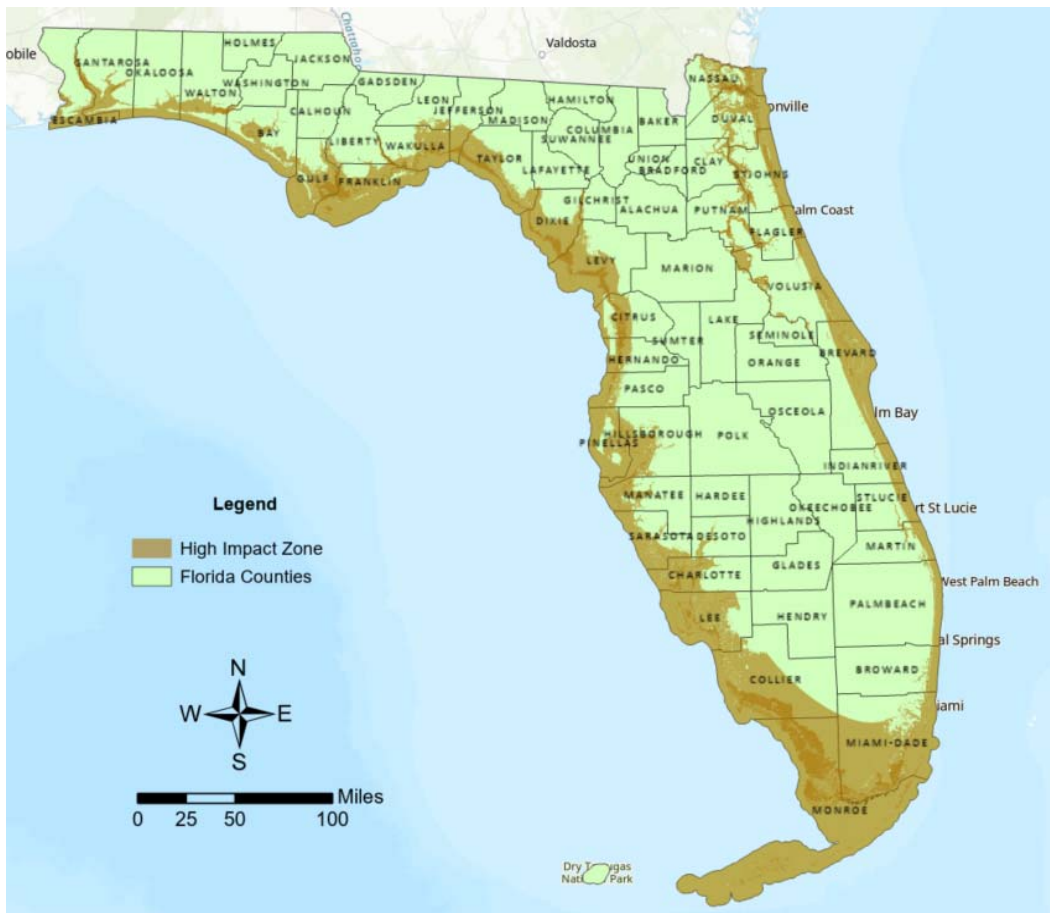 Chattahoo
obile
Valdosta
HOLMES
SANTAROSA
OKALOOSA
JACKSON
WALTON
WASHINGTON
GADSDEN
NASSAU
LEON
JEFFERSON
HAMILTON
CALHOUN
MADISON
COLUMBIA
BAKER
DUVAL
onville
ESCAMBIA
BAY
LIBERTY
WAKULLA
SUWANNEE
TAYLOR
LAFAYETTE
UNION
BRADFORD
CLAY
STJOHNS
GULF
FRANKLIN
GILCHRIST
ALACHUA
PUTNAM
alm Coast
DIXIE
FLAGLER
LEVY
MARION
VOLUSIA
CITRUS
LAKE
SEMINOLE
SUMTER
BREVARD
HERNANDO
ORANGE
PASCO
OSCEOLA
lm Bay
PINELLAS
HILLSBOROUGH
POLK
INDIANRIVER
MANATEE
HARDEE
OKEECHOBEE
STLUCIE
rt St Lucie
HIGHLANDS
SARASOTA
DESOTO
MARTIN
CHARLOTTE
GLADES
West Palm Beach
LEE
HENDRY
PALMBEACH
al Springs
COLLIER
BROWARD
iami
MIAMI-DADE
MONROE
Legend
High Impact Zone
Florida Counties
N
W E
S
Miles
0 25 50 100
Dry Tortugas
National Park